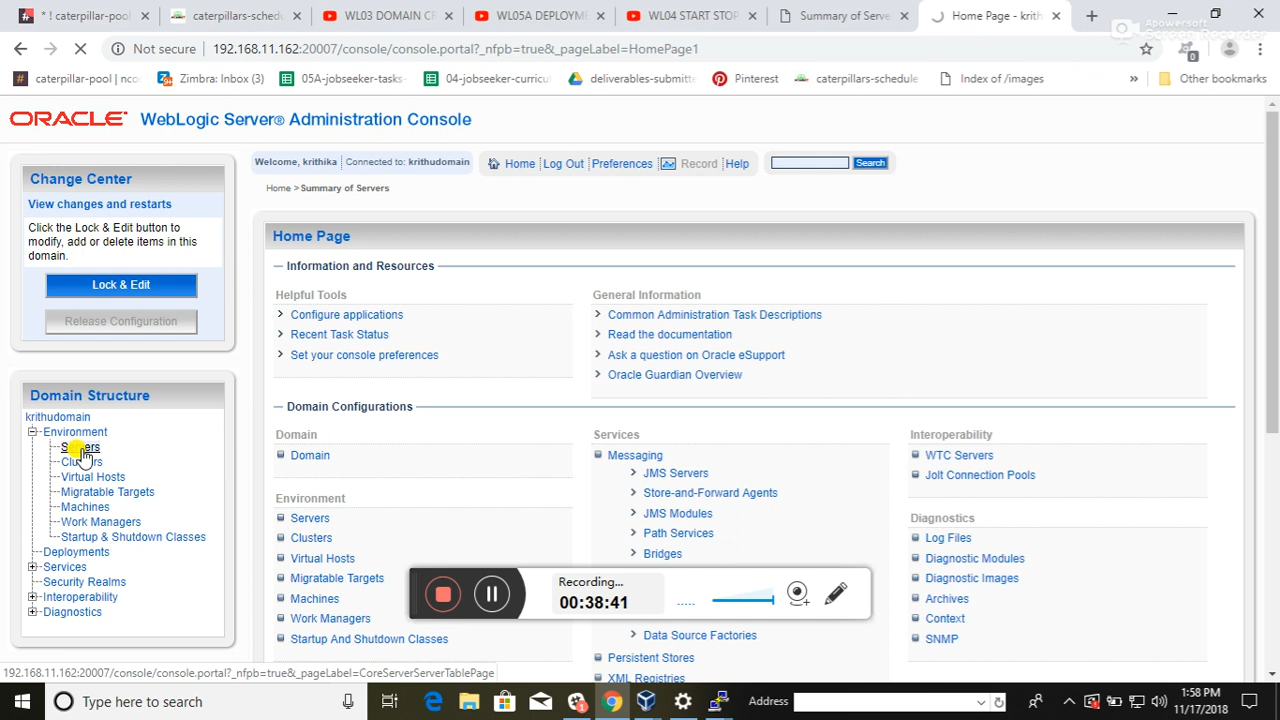 * ! caterpillar-pool
caterpillars-sched
WL03 DOMAIN CR
WL05A DEPLOYME
WL04 START STOP
Summary of Serve
Home Page - krith
Apowersoft
Screen Recorder
Not secure
192.168.11.162:20007/console/console.portal?_nfpb=true&_pageLabel=HomePage1
caterpillar-pool | nco
Zimbra: Inbox (3)
05A-jobseeker-tasks-
04-jobseeker-curricu
deliverables-submitte
Pinterest
caterpillars-schedule
Index of /images
»
Other bookmarks
0
ORACLE WebLogic Server® Administration Console
Change Center
View changes and restarts
Click the Lock & Edit button to
modify, add or delete items in this
domain.
Lock & Edit
Release Configuration
Domain Structure
krithudomain
Environment
Servers
Clusters
Virtual Hosts
Migratable Targets
Machines
Work Managers
Startup & Shutdown Classes
Deployments
Services
Security Realms
Interoperability
Diagnostics
Welcome, krithika
Connected to: krithudomain
Home
Log Out
Preferences
Record
Help
Search
Home > Summary of Servers
Home Page
Information and Resources
Helpful Tools
Configure applications
Recent Task Status
Set your console preferences
General Information
Common Administration Task Descriptions
Read the documentation
Ask a question on Oracle eSupport
Oracle Guardian Overview
Domain Configurations
Domain
Domain
Environment
Servers
Clusters
Virtual Hosts
Migratable Targets
Machines
Work Managers
Startup And Shutdown Classes
Services
Messaging
JMS Servers
Store-and-Forward Agents
JMS Modules
Path Services
Bridges
Data Source Factories
Persistent Stores
XML Registries
Interoperability
WTC Servers
Jolt Connection Pools
Diagnostics
Log Files
Diagnostic Modules
Diagnostic Images
Archives
Context
SNMP
Recording...
00:38:41
192.168.11.162:20007/console/console.portal?_nfpb=true&_pageLabel=CoreServerServerTablePage
Type here to search
1
Address
1:58 PM
11/17/2018